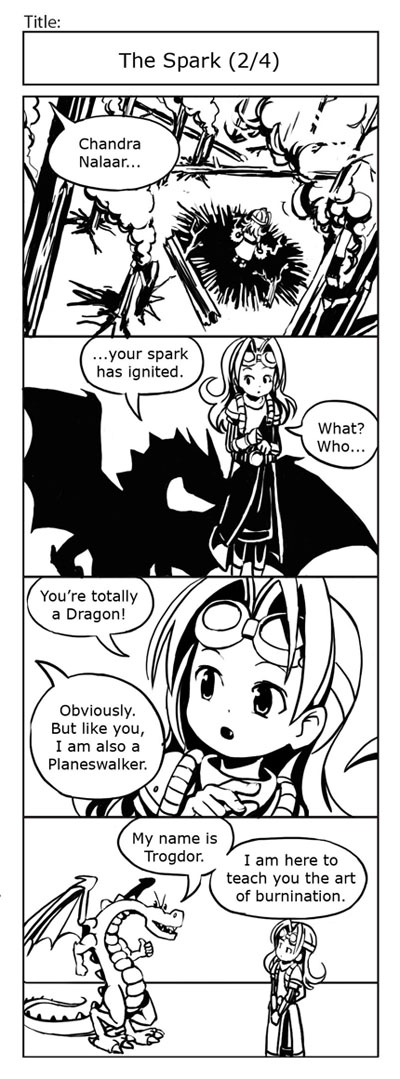 Title:
The Spark (2/4)
Chandra
Nalaar...
...your spark
has ignited.
What?
Who...
You're totally
a Dragon!
Obviously.
But like you,
I am also a
Planeswalker.
My name is
Trogdor.
I am here to
teach you the art
of burnination.